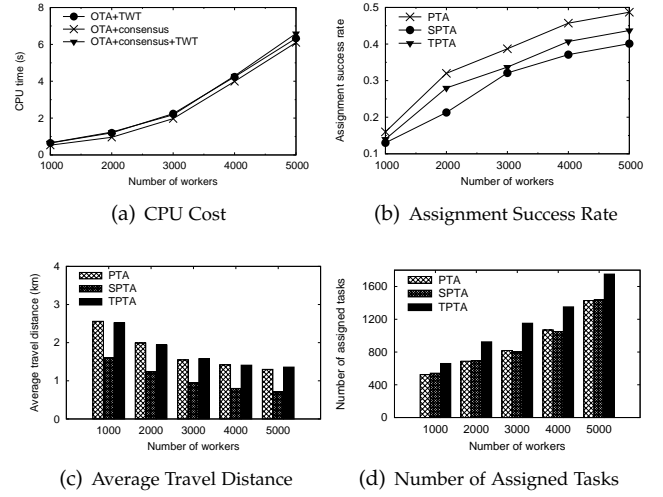 OTA+TWT
OTA+consensus
OTA+consensus+TWT
CPU time (s)
8
6
4
2
0
1000 2000 3000 4000 5000
Number of workers
(a) CPU Cost
PTA
SPTA
TPTA
Assignment success rate
0.5
0.4
0.3
0.2
0.1
1000 2000 3000 4000 5000
Number of workers
(b) Assignment Success Rate
PTA
SPTA
TPTA
Average travel distance (km)
4
3
2
1
0
1000 2000 3000 4000 5000
Number of workers
(c) Average Travel Distance
PTA
SPTA
TPTA
Number of assigned tasks
1600
1200
800
400
0
1000 2000 3000 4000 5000
Number of workers
(d) Number of Assigned Tasks